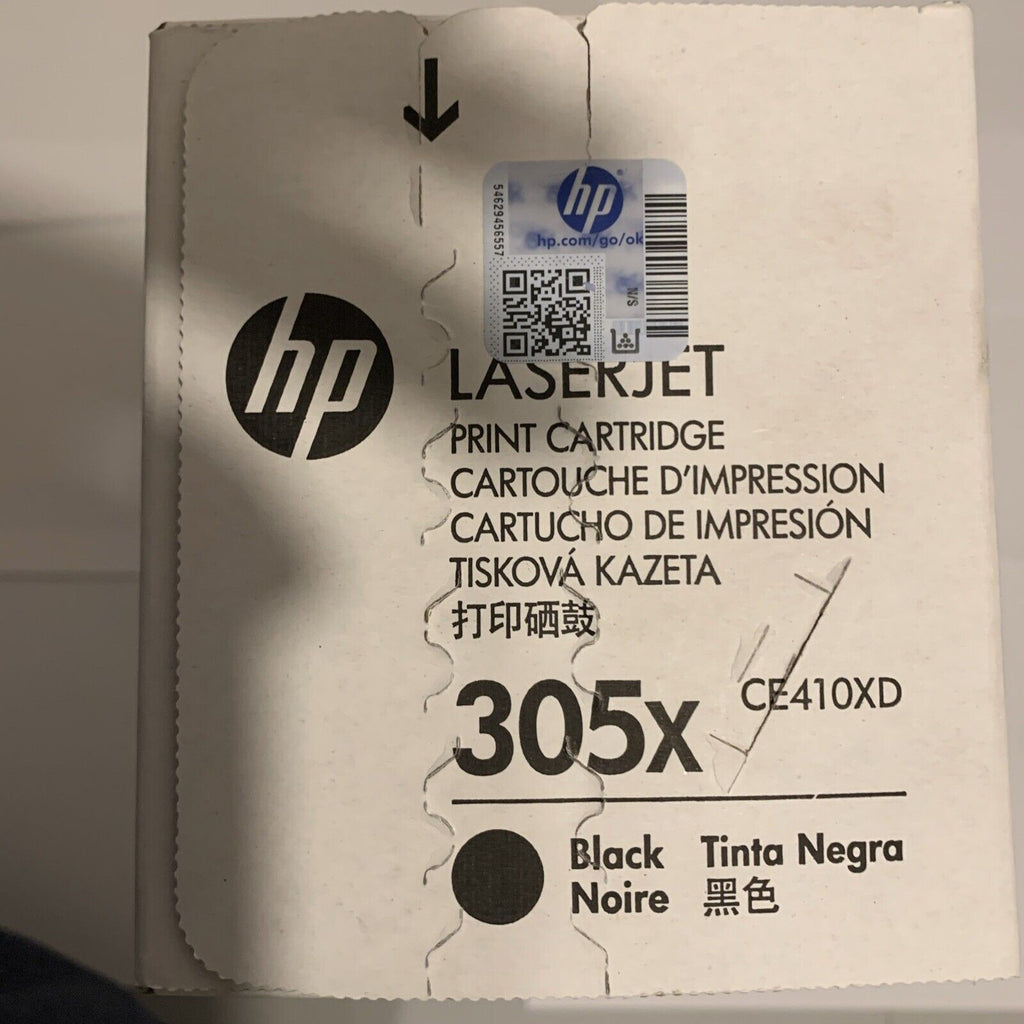 hp
hp.com/go/ok
54629456557
N/S
hp
LASERJET
PRINT CARTRIDGE
CARTOUCHE D'IMPRESSION
CARTUCHO DE IMPRESIÓN
TISKOVÁ KAZETA
打印硒鼓
305x CE410XD
Black Tinta Negra
Noire 黑色